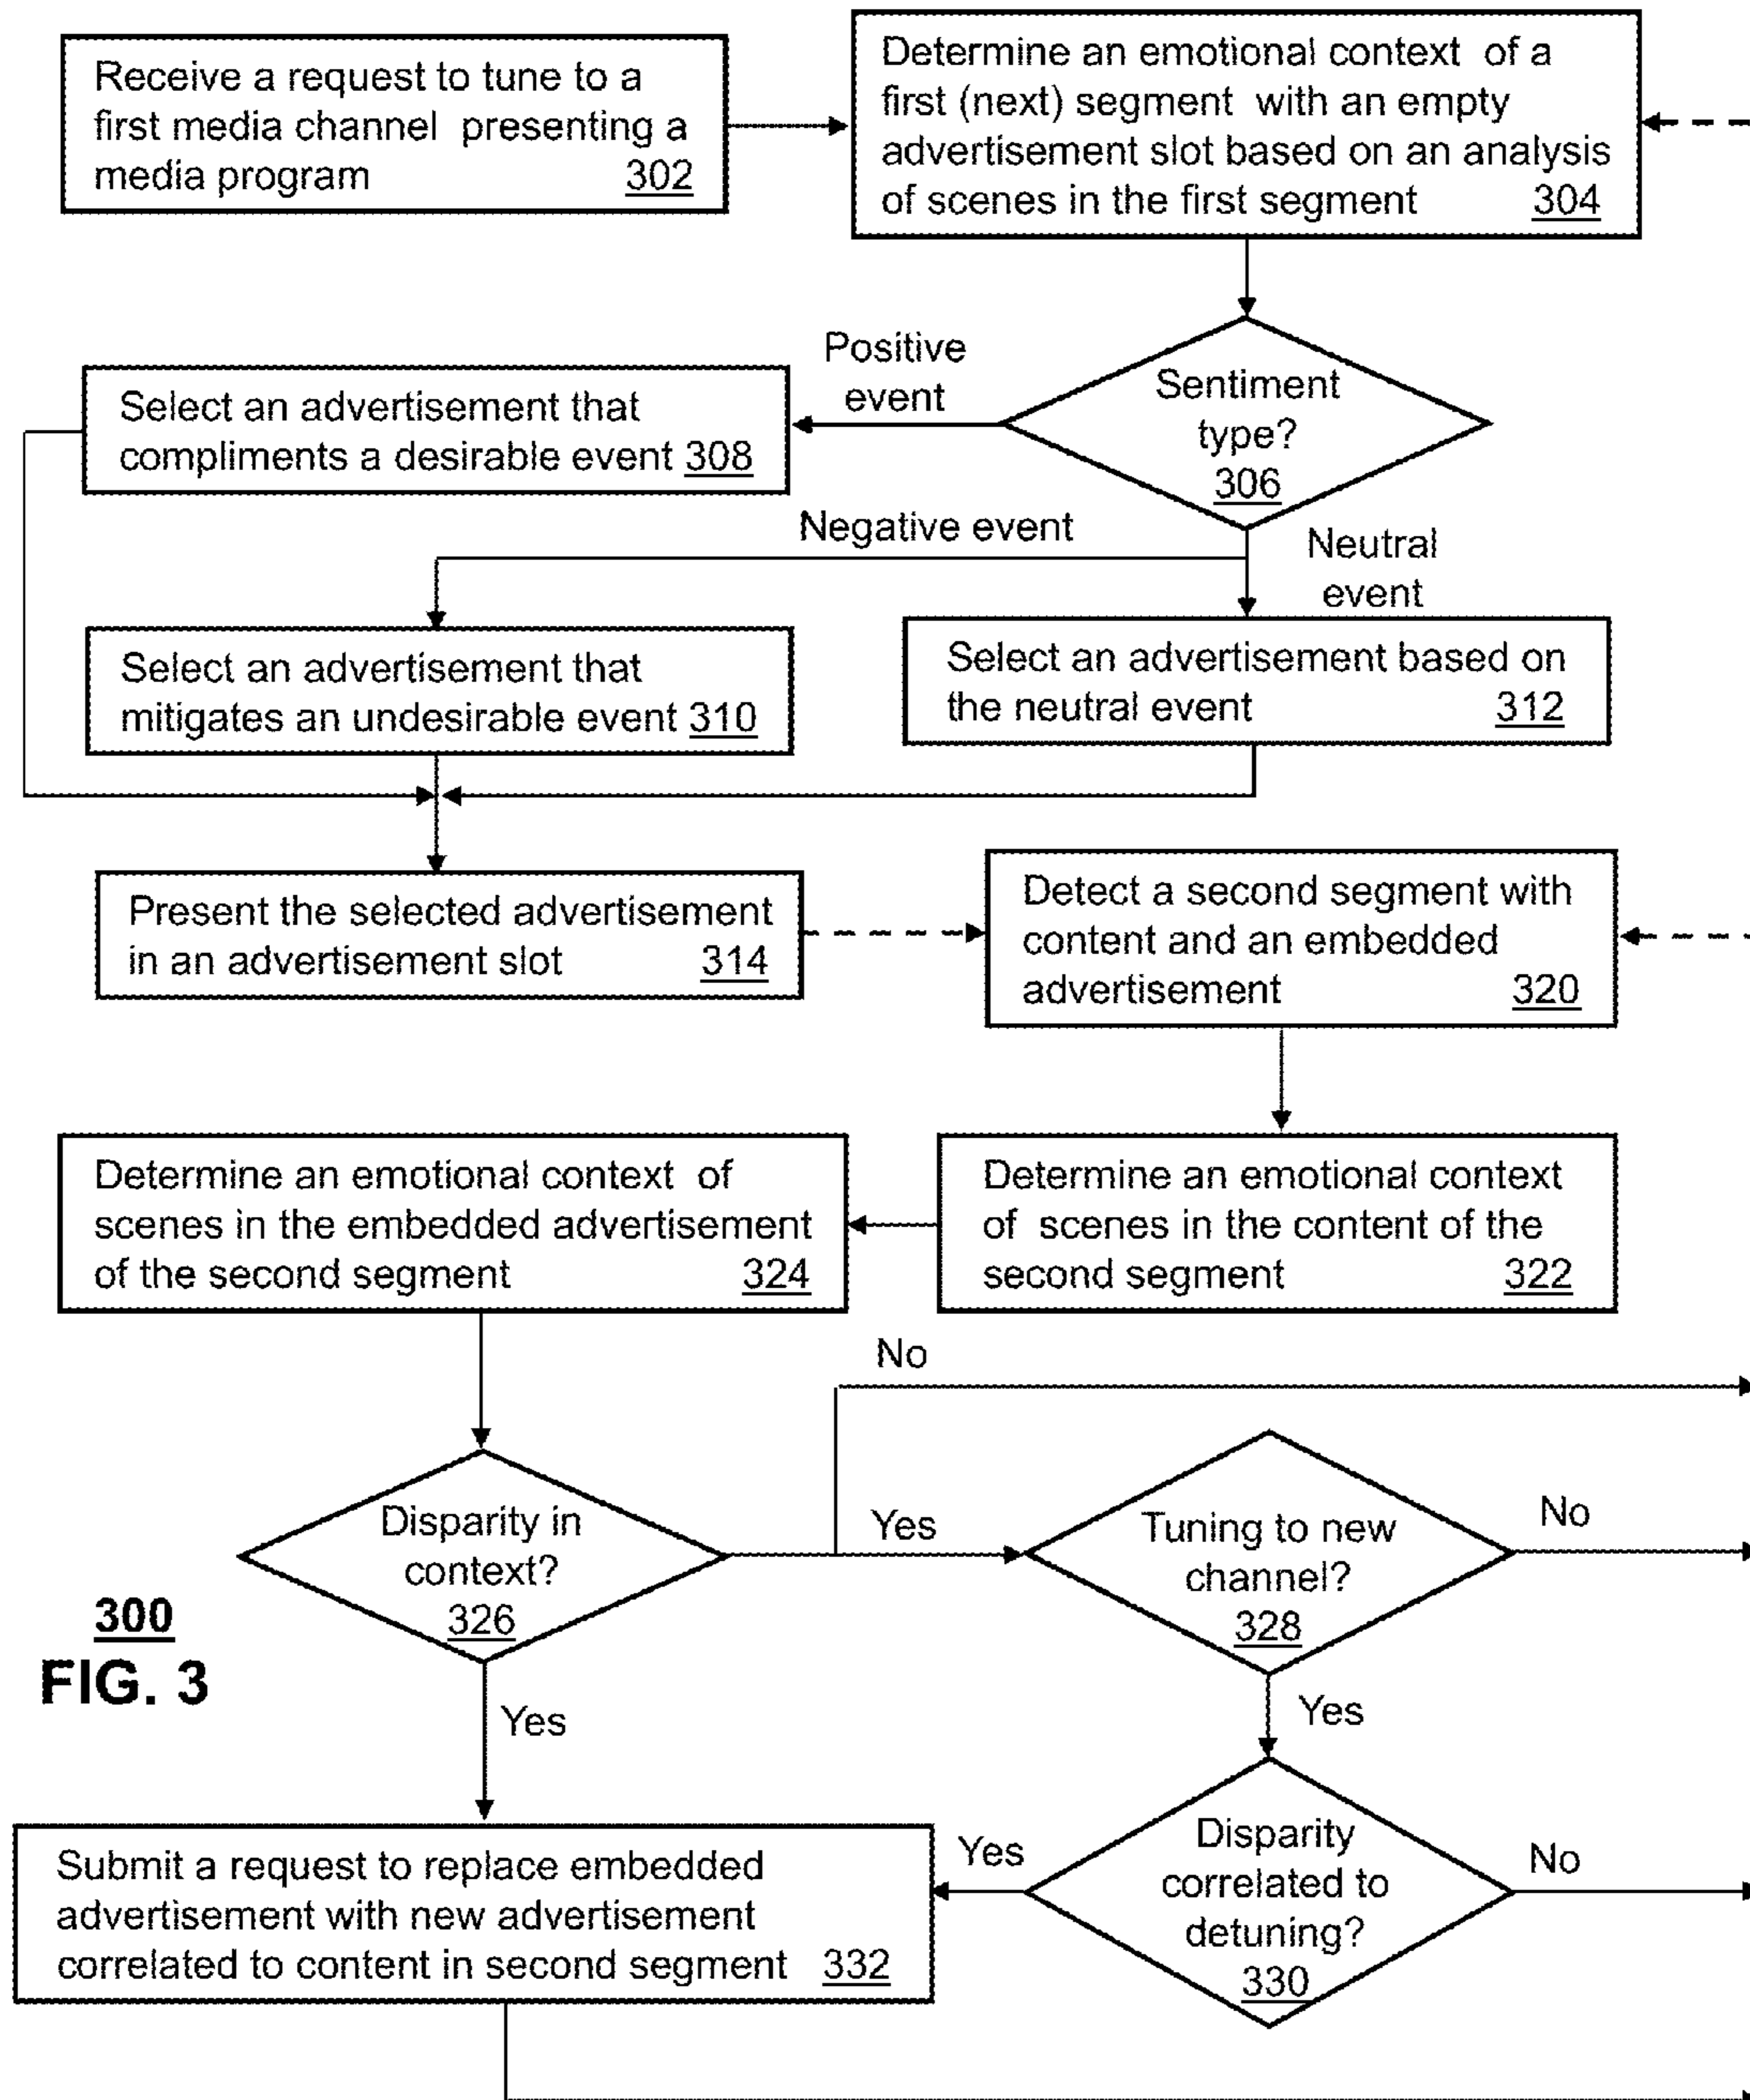 Receive a request to tune to a
first media channel presenting a
media program 302
Determine an emotional context of a
first (next) segment with an empty
advertisement slot based on an analysis
of scenes in the first segment 304
Sentiment
type?
306
Positive
event
Select an advertisement that
compliments a desirable event 308
Negative event
Neutral
event
Select an advertisement that
mitigates an undesirable event 310
Select an advertisement based on
the neutral event 312
Present the selected advertisement
in an advertisement slot 314
Detect a second segment with
content and an embedded
advertisement 320
Determine an emotional context
of scenes in the content of the
second segment 322
Determine an emotional context of
scenes in the embedded advertisement
of the second segment 324
No
Disparity in
context?
326
Yes
Tuning to new
channel?
328
No
300
FIG. 3
Yes
Yes
Disparity
correlated to
detuning?
330
Yes
No
Submit a request to replace embedded
advertisement with new advertisement
correlated to content in second segment 332